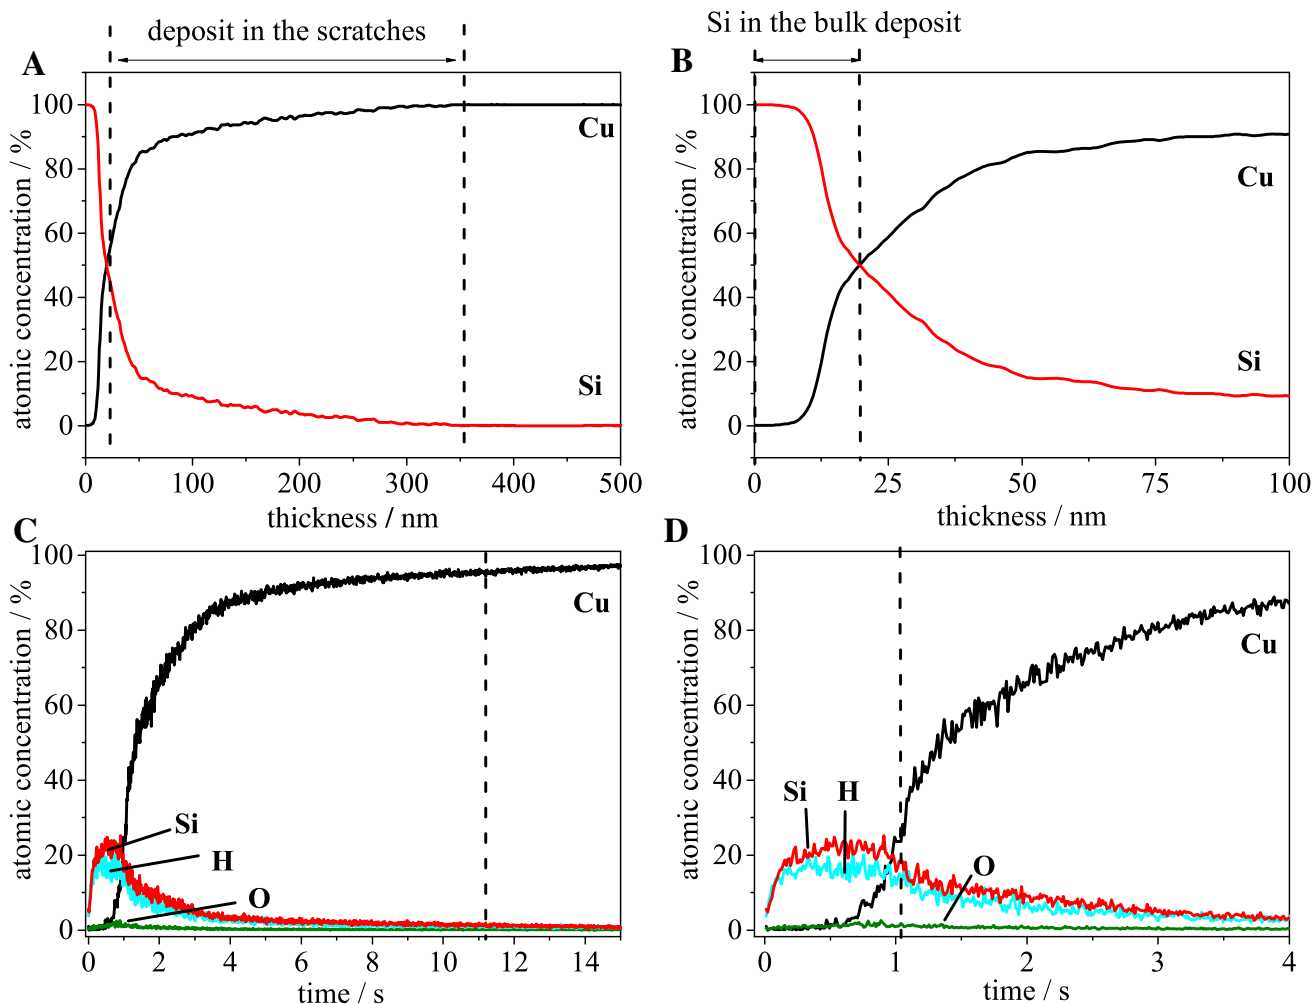 deposit in the scratches
A
100
80
60
40
20
0
atomic concentration / %
Cu
Si
0 100 200 300 400 500
thickness / nm
Si in the bulk deposit
B
100
80
60
40
20
0
atomic concentration / %
Cu
Si
0 25 50 75 100
thickness / nm
C
100
80
60
40
20
0
atomic concentration / %
Cu
Si
H
O
0 2 4 6 8 10 12 14
time / s
D
100
80
60
40
20
0
atomic concentration / %
Cu
Si H
O
0 1 2 3 4
time / s